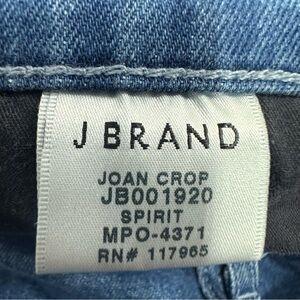 J BRAND
JOAN CROP
JB001920
SPIRIT
MPO-4371
RN# 117965